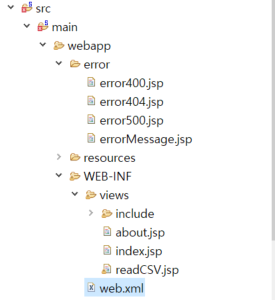 src
main
webapp
error
error400.jsp
error404.jsp
error500.jsp
errorMessage.jsp
resources
WEB-INF
views
include
about.jsp
index.jsp
readCSV.jsp
web.xml